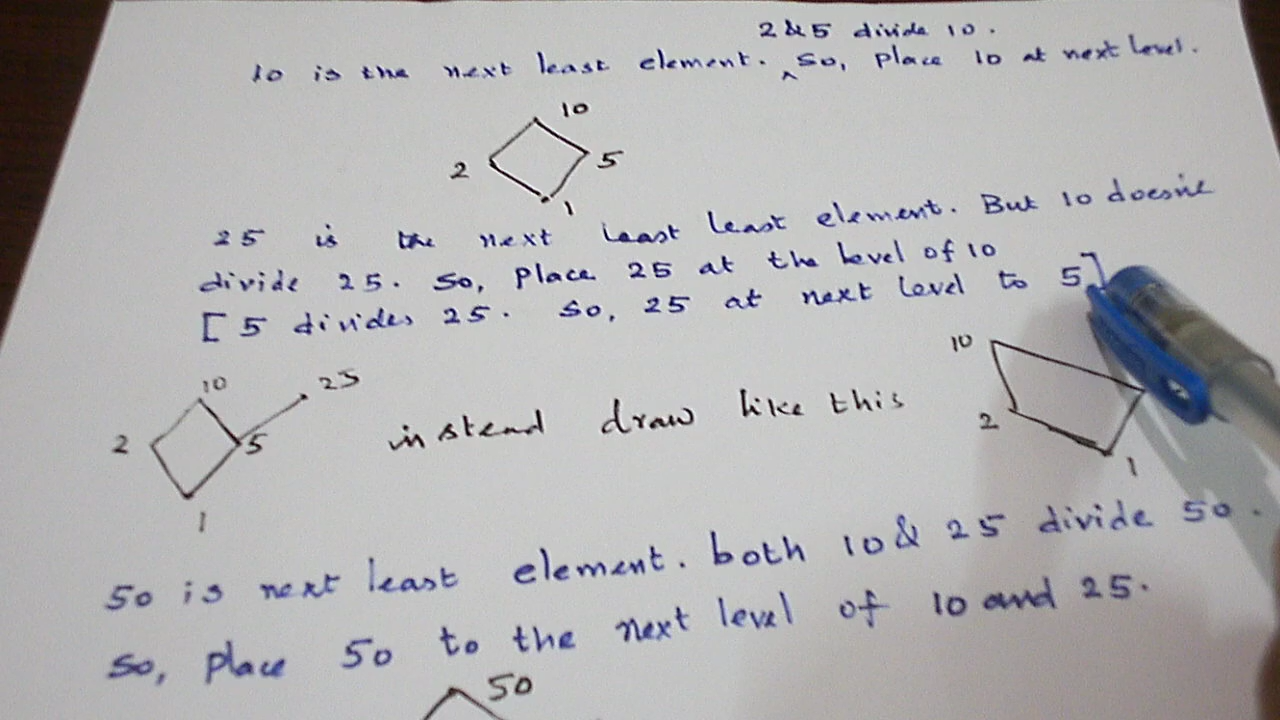 2 & 5 divide 10.
10 is the next least element. ^ So, place 10 at next level.
10
2
5
1
25 is the next least least element. But 10 doesn't
divide 25. So, place 25 at the level of 10
[ 5 divides 25. So, 25 at next level to 5]
10
25
2
5
1
instead draw like this
10
2
1
50 is next least element. both 10 & 25 divide 50.
So, place 50 to the next level of 10 and 25.
50